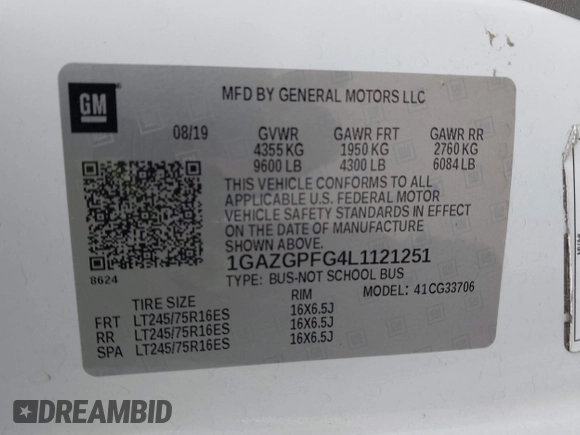 GM
MFD BY GENERAL MOTORS LLC
08/19 GVWR GAWR FRT GAWR RR
4355 KG 1950 KG 2760 KG
9600 LB 4300 LB 6084 LB
THIS VEHICLE CONFORMS TO ALL
APPLICABLE U.S. FEDERAL MOTOR
VEHICLE SAFETY STANDARDS IN EFFECT
ON THE DATE OF MANUFACTURE
SHOWN ABOVE.
8624
1GAZGPFG4L1121251
TYPE: BUS-NOT SCHOOL BUS
MODEL: 41CG33706
TIRE SIZE
FRT LT245/75R16ES 16X6.5J
RR LT245/75R16ES 16X6.5J
SPA LT245/75R16ES 16X6.5J
DREAMBID